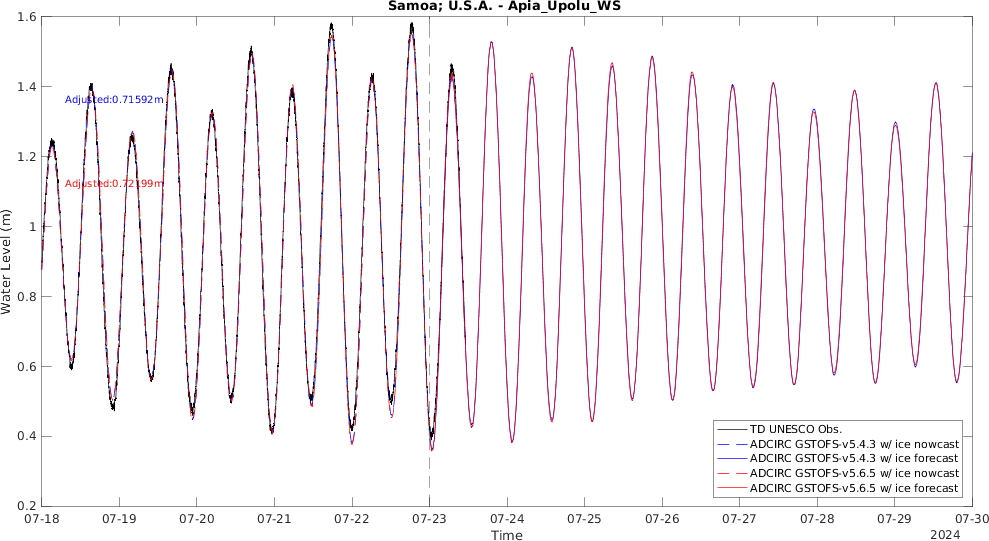 Samoa; U.S.A. - Apia_Upolu_WS
1.6
1.4
1.2
1
0.8
0.6
0.4
0.2
Water Level (m)
Adjusted:0.71592m
Adjusted:0.72199m
TD UNESCO Obs.
ADCIRC GSTOFS-v5.4.3 w/ ice nowcast
ADCIRC GSTOFS-v5.4.3 w/ ice forecast
ADCIRC GSTOFS-v5.6.5 w/ ice nowcast
ADCIRC GSTOFS-v5.6.5 w/ ice forecast
07-18 07-19 07-20 07-21 07-22 07-23 07-24 07-25 07-26 07-27 07-28 07-29 07-30
Time
2024